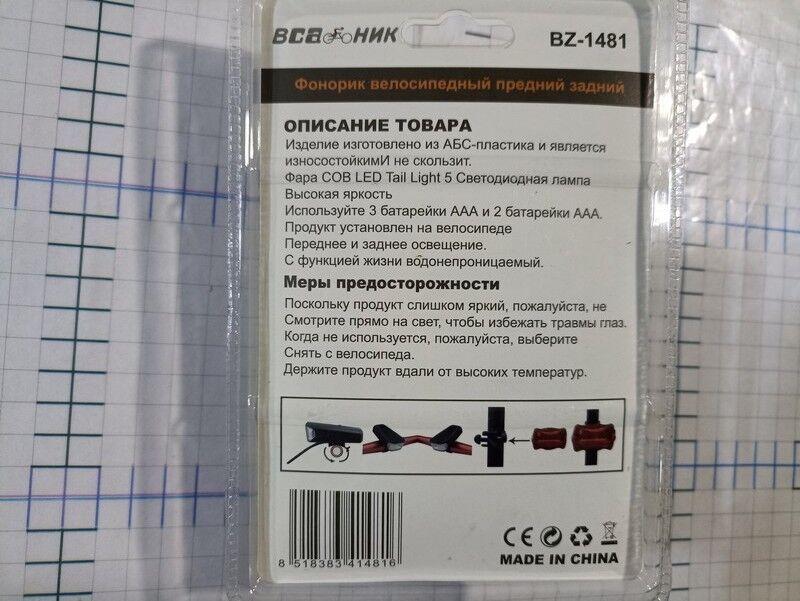 ВСАНИК
BZ-1481
Фонорик велосипедный предний задний
ОПИСАНИЕ ТОВАРА
Изделие изготовлено из АБС-пластика и является
износостойкимИ не скользит.
Фара COB LED Tail Light 5 Светодиодная лампа
Высокая яркость
Используйте 3 батарейки AAA и 2 батарейки AAA.
Продукт установлен на велосипеде
Переднее и заднее освещение.
С функцией жизни водонепроницаемый.
Меры предосторожности
Поскольку продукт слишком яркий, пожалуйста, не
Смотрите прямо на свет, чтобы избежать травмы глаз.
Когда не используется, пожалуйста, выберите
Снять с велосипеда.
Держите продукт вдали от высоких температур.
8 518383 414816
CE
MADE IN CHINA